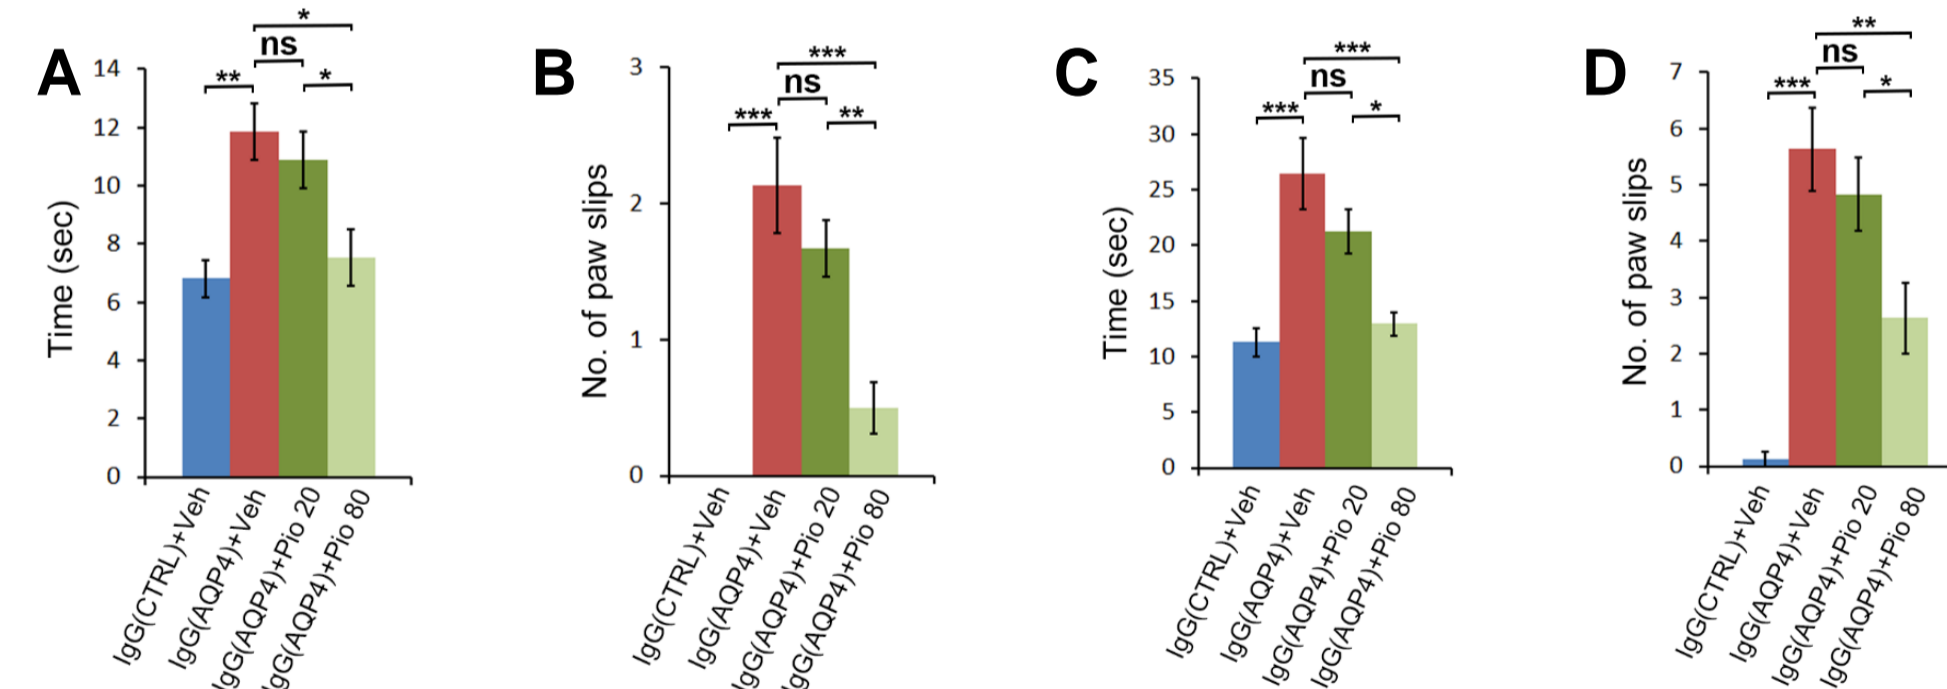 A
*
ns
** *
14
12
10
8
6
4
2
0
Time (sec)
IgG(CTRL)+Veh
IgG(AQP4)+Veh
IgG(AQP4)+Pio 20
IgG(AQP4)+Pio 80
B
***
ns
*** **
3
2
1
0
No. of paw slips
IgG(CTRL)+Veh
IgG(AQP4)+Veh
IgG(AQP4)+Pio 20
IgG(AQP4)+Pio 80
C
***
ns
*** *
35
30
25
20
15
10
5
0
Time (sec)
IgG(CTRL)+Veh
IgG(AQP4)+Veh
IgG(AQP4)+Pio 20
IgG(AQP4)+Pio 80
D
**
ns
*** *
7
6
5
4
3
2
1
0
No. of paw slips
IgG(CTRL)+Veh
IgG(AQP4)+Veh
IgG(AQP4)+Pio 20
IgG(AQP4)+Pio 80